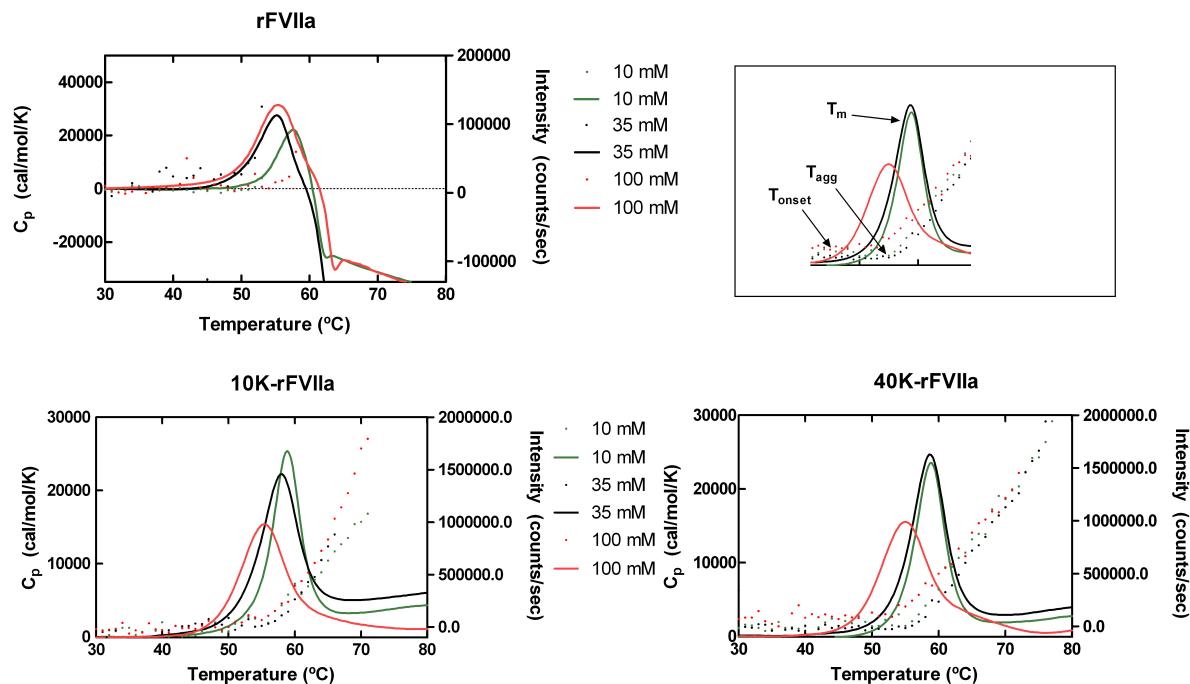 rFVIIa
200000
40000
20000
0
-20000
100000
0
-100000
30 40 50 60 70 80
Cp (cal/mol/K)
Intensity (counts/sec)
Temperature (ºC)
10 mM
10 mM
35 mM
35 mM
100 mM
100 mM
Tm
Tagg
Tonset
10K-rFVIIa
30000
20000
10000
0
2000000.0
1500000.0
1000000.0
500000.0
0.0
30 40 50 60 70 80
Cp (cal/mol/K)
Intensity (counts/sec)
Temperature (ºC)
10 mM
10 mM
35 mM
35 mM
100 mM
100 mM
40K-rFVIIa
30000
20000
10000
0
2000000.0
1500000.0
1000000.0
500000.0
0.0
30 40 50 60 70 80
Cp (cal/mol/K)
Intensity (counts/sec)
Temperature (ºC)